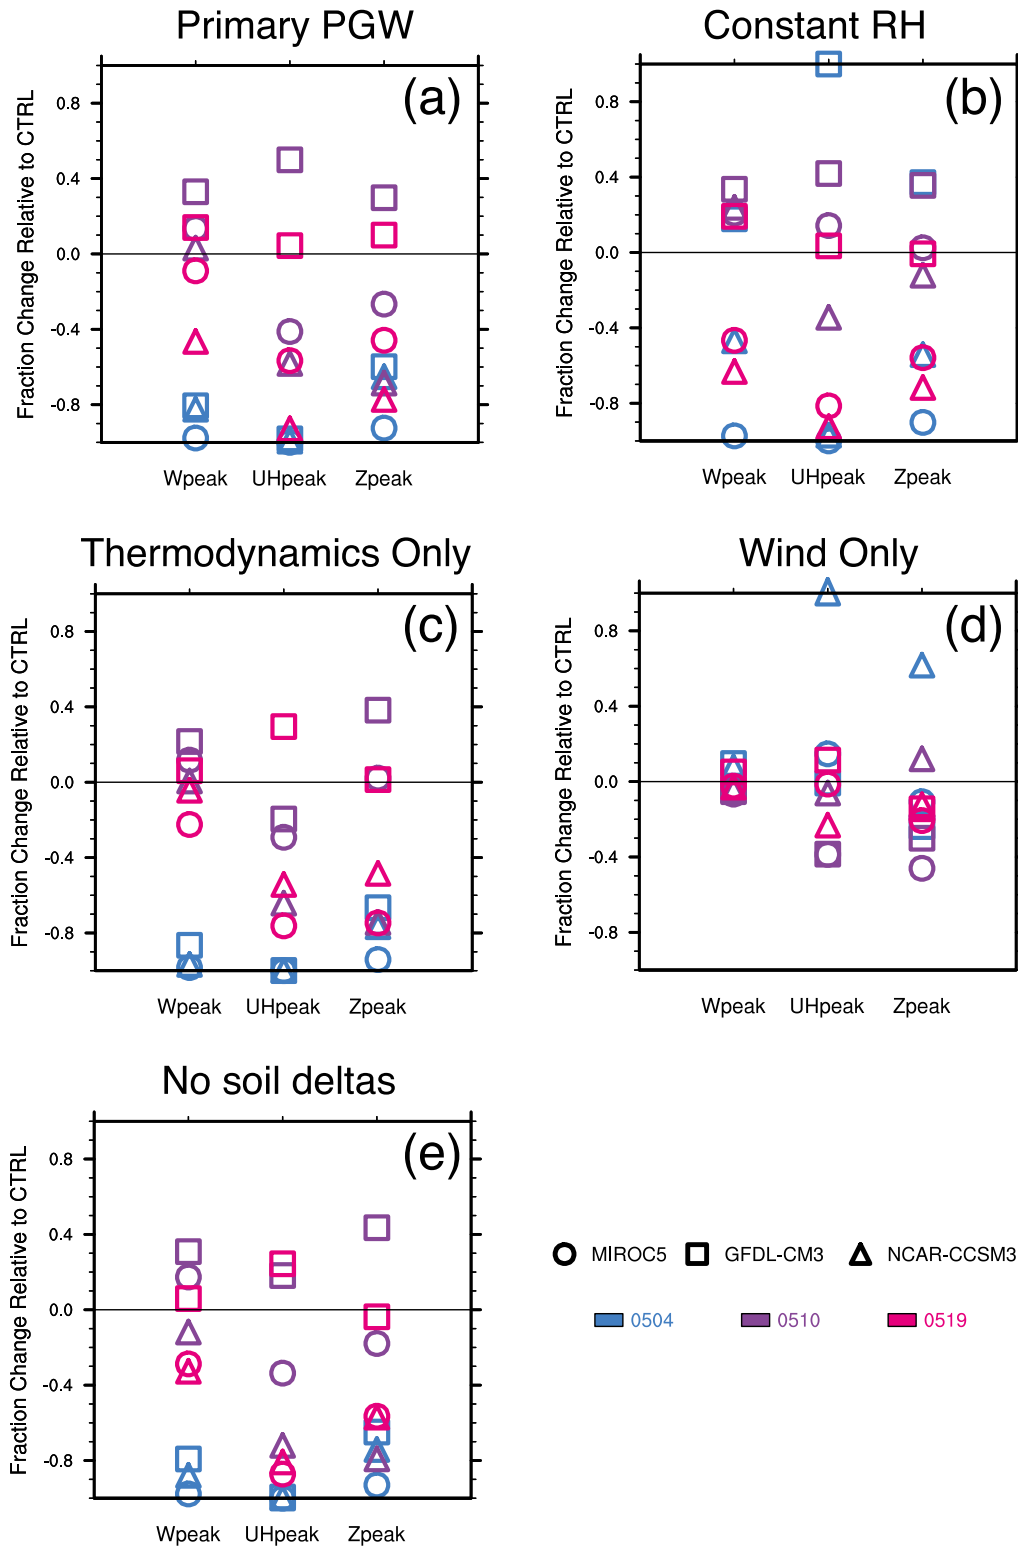 Primary PGW
Constant RH
(a)
(b)
Fraction Change Relative to CTRL
0.8
0.4
0.0
-0.4
-0.8
Wpeak UHpeak Zpeak
Fraction Change Relative to CTRL
0.8
0.4
0.0
-0.4
-0.8
Wpeak UHpeak Zpeak
Thermodynamics Only
Wind Only
(c)
(d)
Fraction Change Relative to CTRL
0.8
0.4
0.0
-0.4
-0.8
Wpeak UHpeak Zpeak
Fraction Change Relative to CTRL
0.8
0.4
0.0
-0.4
-0.8
Wpeak UHpeak Zpeak
No soil deltas
(e)
Fraction Change Relative to CTRL
0.8
0.4
0.0
-0.4
-0.8
Wpeak UHpeak Zpeak
MIROC5 GFDL-CM3 NCAR-CCSM3
0504 0510 0519